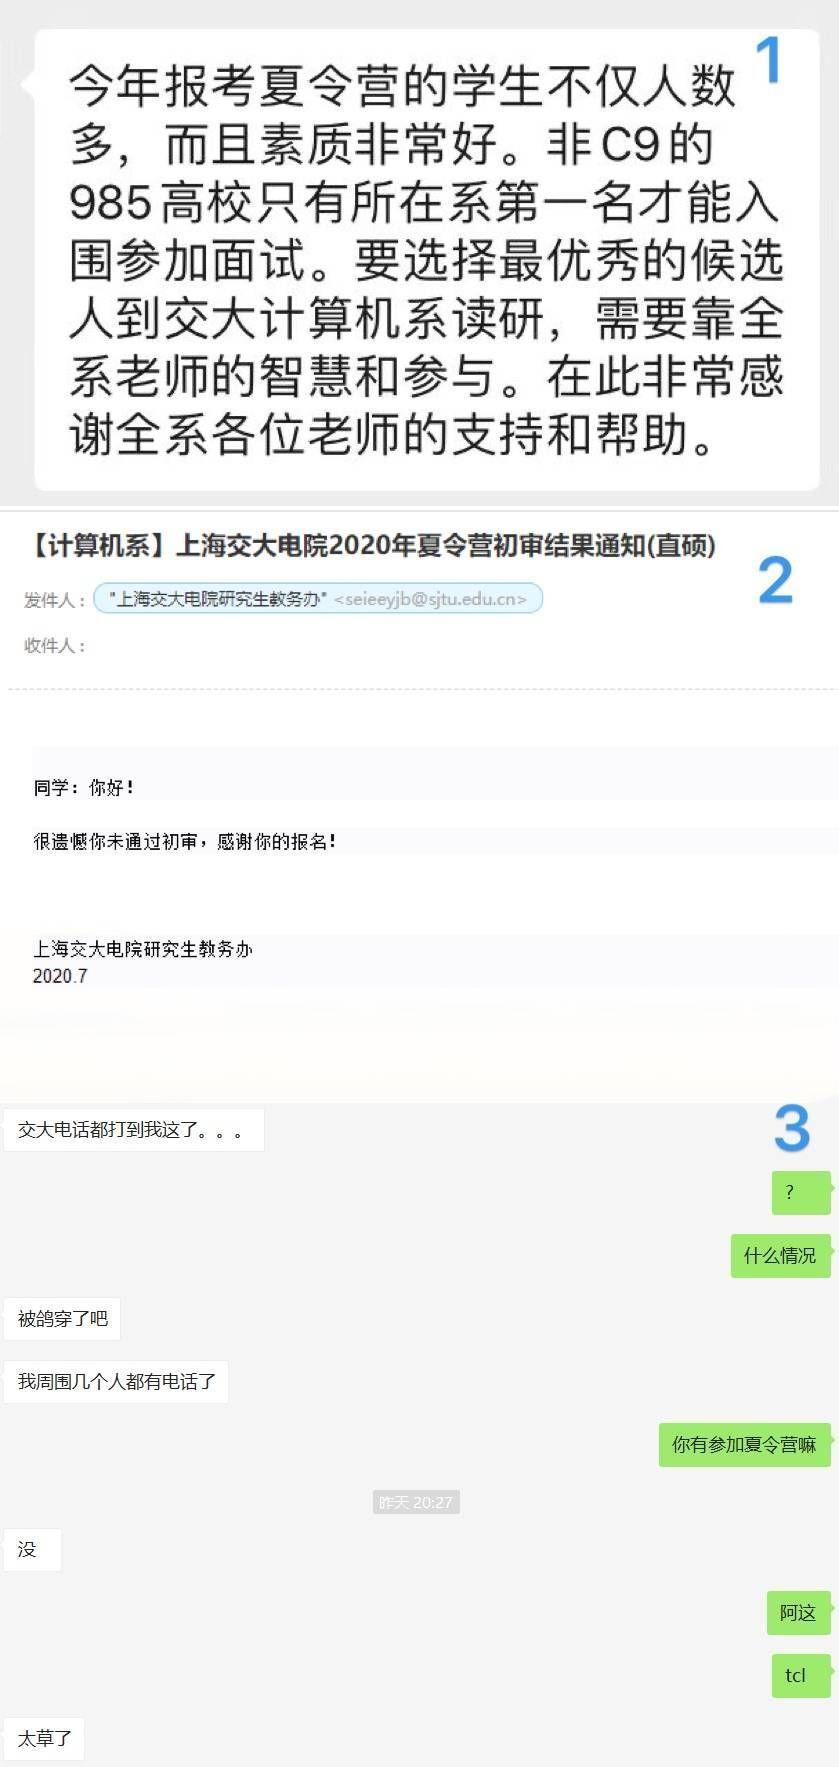 1
今年报考夏令营的学生不仅人数
多，而且素质非常好。非C9的
985高校只有所在系第一名才能入
围参加面试。要选择最优秀的候选
人到交大计算机系读研，需要靠全
系老师的智慧和参与。在此非常感
谢全系各位老师的支持和帮助。
【计算机系】上海交大电院2020年夏令营初审结果通知(直硕)
2
发件人： "上海交大电院研究生教务办" <seieeyjb@sjtu.edu.cn>
收件人：
同学：你好！
很遗憾你未通过初审，感谢你的报名！
上海交大电院研究生教务办
2020.7
3
交大电话都打到我这了。。。
?
什么情况
被鸽穿了吧
我周围几个人都有电话了
你有参加夏令营嘛
昨天 20:27
没
阿这
tcl
太草了